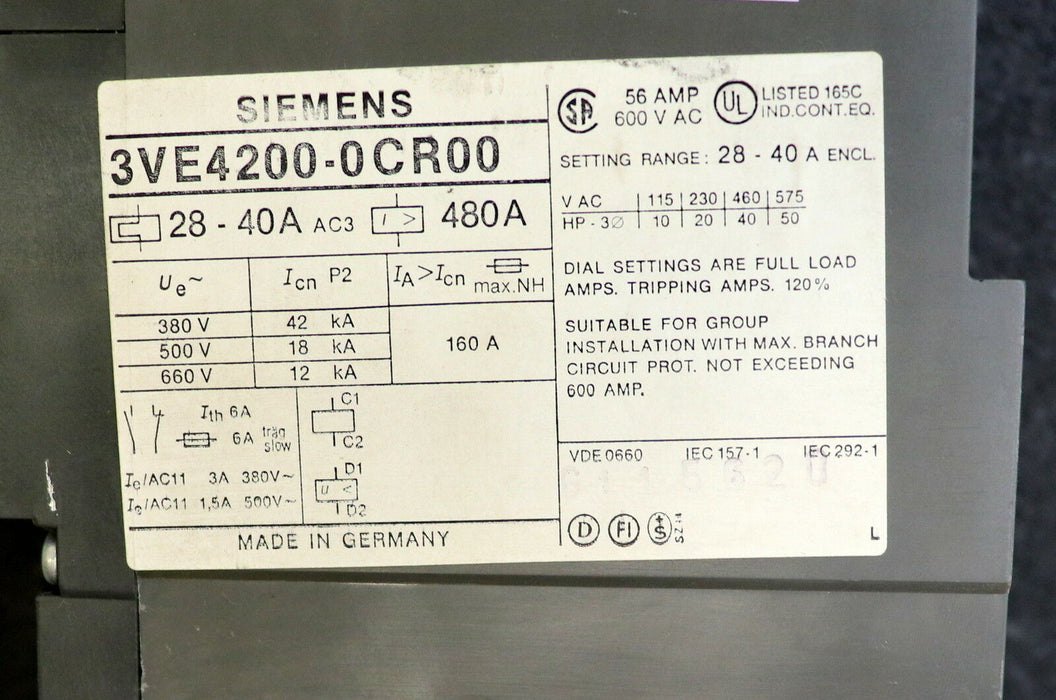 SIEMENS
3VE4200-0CR00
28 - 40A AC3 I > 480A
Ue~ Icn P2 IA>Icn max.NH
380 V 42 kA
500 V 18 kA
660 V 12 kA
160 A
Ith 6A
6A träg
slow
Ie/AC11 3A 380V~
Ie/AC11 1,5A 500V~
C1
C2
D1
U <
D2
MADE IN GERMANY
SA 56 AMP
600 V AC
UL LISTED 165C
IND.CONT.EQ.
SETTING RANGE: 28 - 40 A ENCL.
V AC 115 230 460 575
HP - 3Ø 10 20 40 50
DIAL SETTINGS ARE FULL LOAD
AMPS. TRIPPING AMPS. 120%
SUITABLE FOR GROUP
INSTALLATION WITH MAX. BRANCH
CIRCUIT PROT. NOT EXCEEDING
600 AMP.
VDE 0660 IEC 157-1 IEC 292-1
D FI +S
SZ-N
L